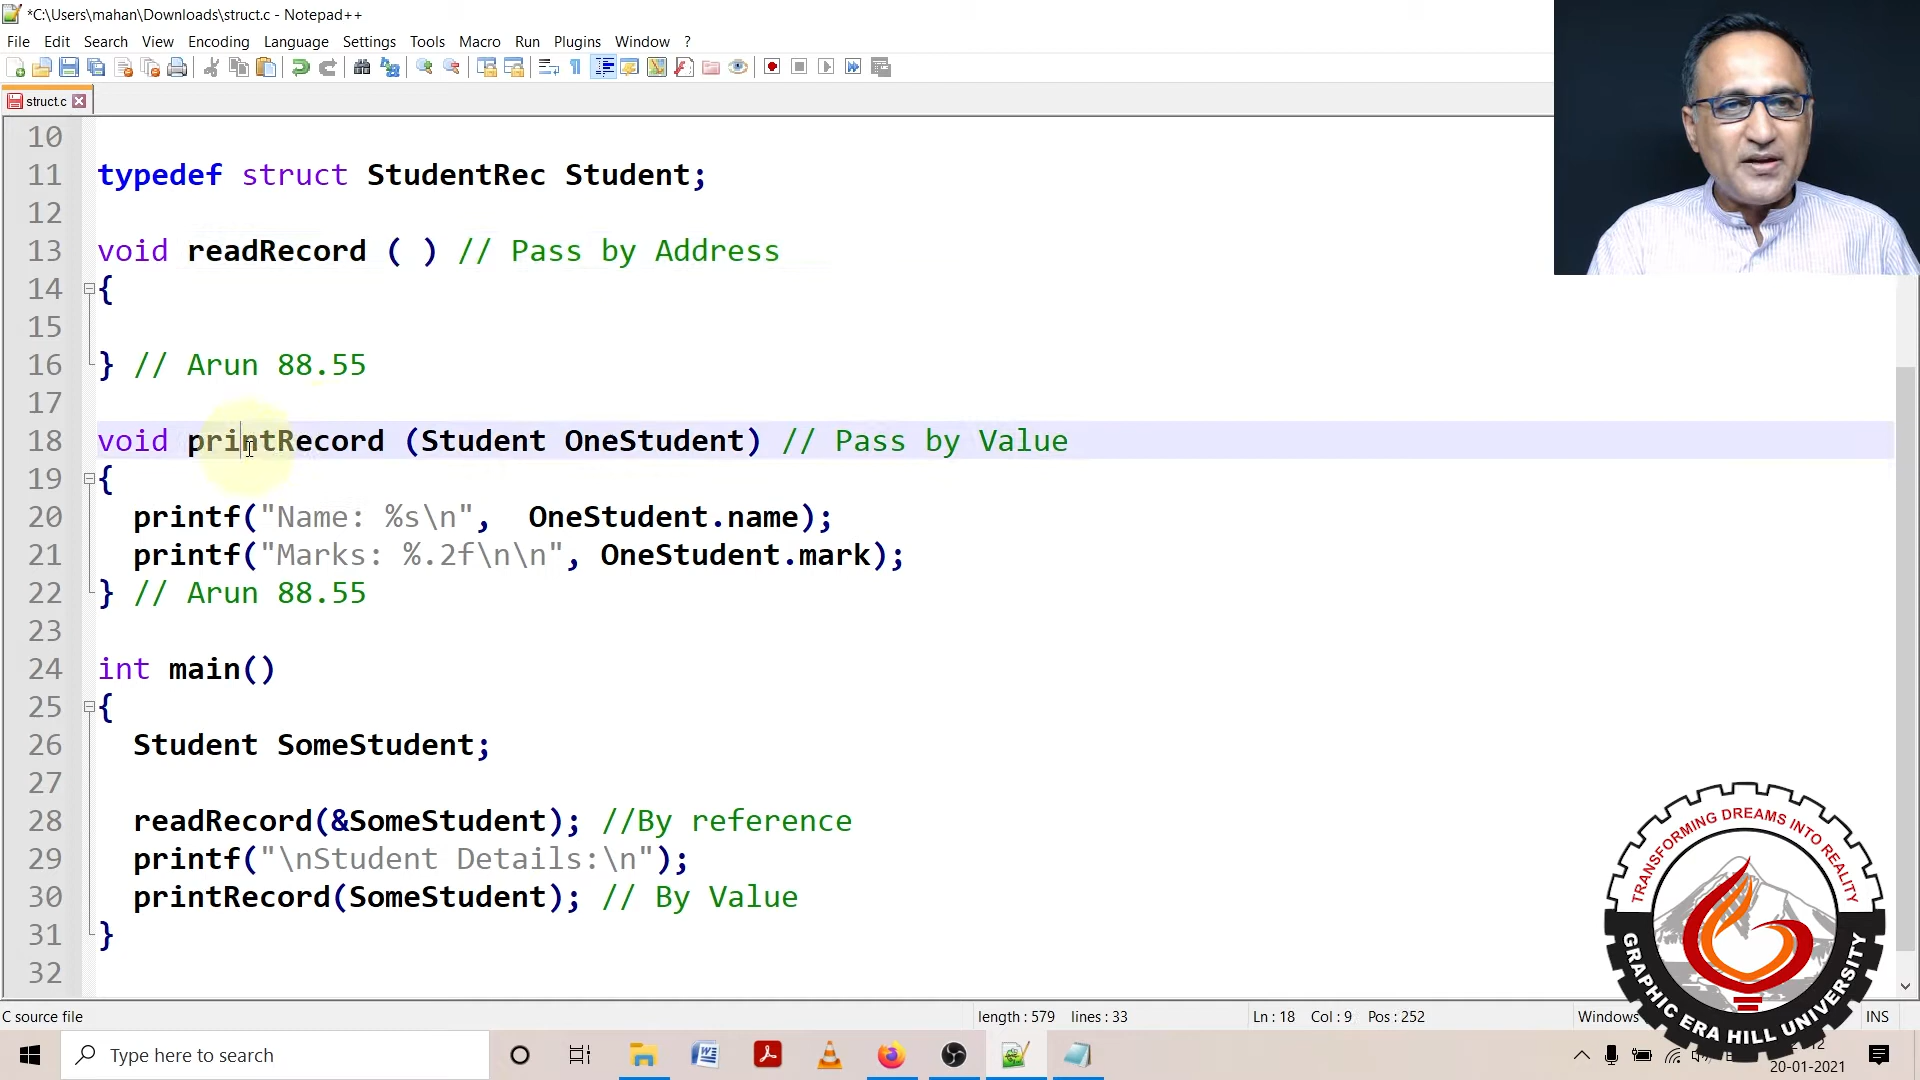 *C:\Users\mahan\Downloads\struct.c - Notepad++
File Edit Search View Encoding Language Settings Tools Macro Run Plugins Window ?
struct.c
10
11 typedef struct StudentRec Student;
12
13 void readRecord ( ) // Pass by Address
14 {
15
16 } // Arun 88.55
17
18 void printRecord (Student OneStudent) // Pass by Value
19 {
20 printf("Name: %s\n", OneStudent.name);
21 printf("Marks: %.2f\n\n", OneStudent.mark);
22 } // Arun 88.55
23
24 int main()
25 {
26 Student SomeStudent;
27
28 readRecord(&SomeStudent); //By reference
29 printf("\nStudent Details:\n");
30 printRecord(SomeStudent); // By Value
31 }
32
TRANSFORMING DREAMS INTO REALITY
GRAPHIC ERA HILL UNIVERSITY
C source file length : 579 lines : 33 Ln : 18 Col : 9 Pos : 252 Windows INS
Type here to search
20-01-2021